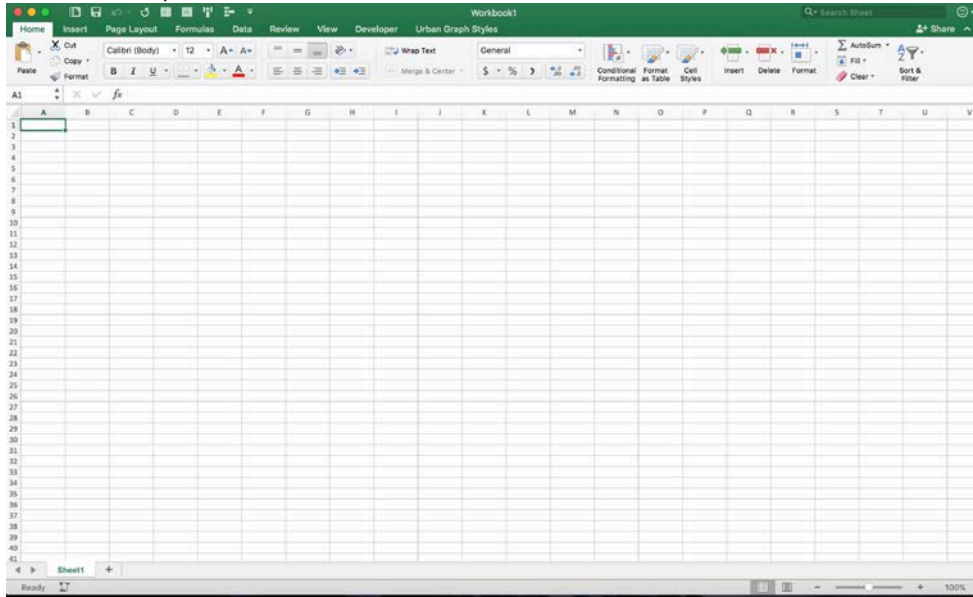 Workbook1
Search Sheet
Home Insert Page Layout Formulas Data Review View Developer Urban Graph Styles Share
Paste
Cut
Copy
Format
Calibri (Body) 12 A A
B I U A
Wrap Text
Merge & Center
General
$ %
Conditional Formatting
Format as Table
Cell Styles
Insert
Delete
Format
AutoSum
Fill
Clear
Sort & Filter
A1 fx
A B C D E F G H I J K L M N O P Q R S T U V
1
2
3
4
5
6
7
8
9
10
11
12
13
14
15
16
17
18
19
20
21
22
23
24
25
26
27
28
29
30
31
32
33
34
35
36
37
38
39
40
41
Sheet1 +
Ready
100%